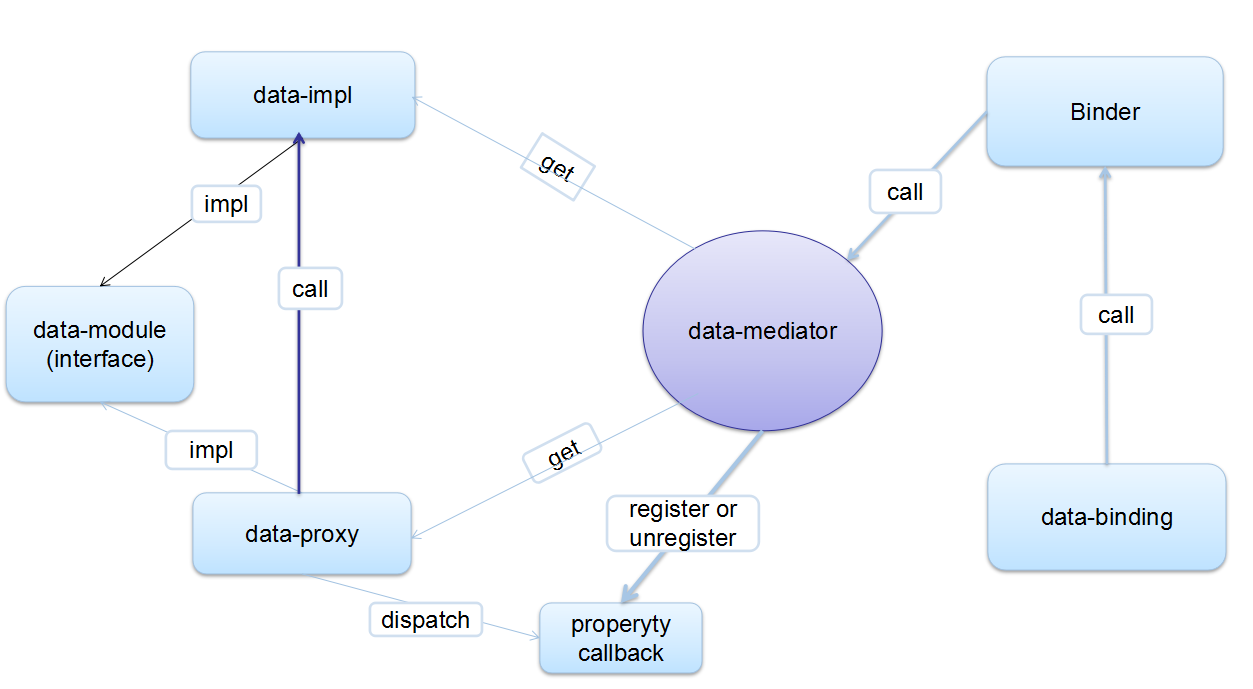 data-impl
Binder
get
call
impl
call
call
data-module
(interface)
data-mediator
impl
get
register or
unregister
data-binding
data-proxy
dispatch
properyty
callback